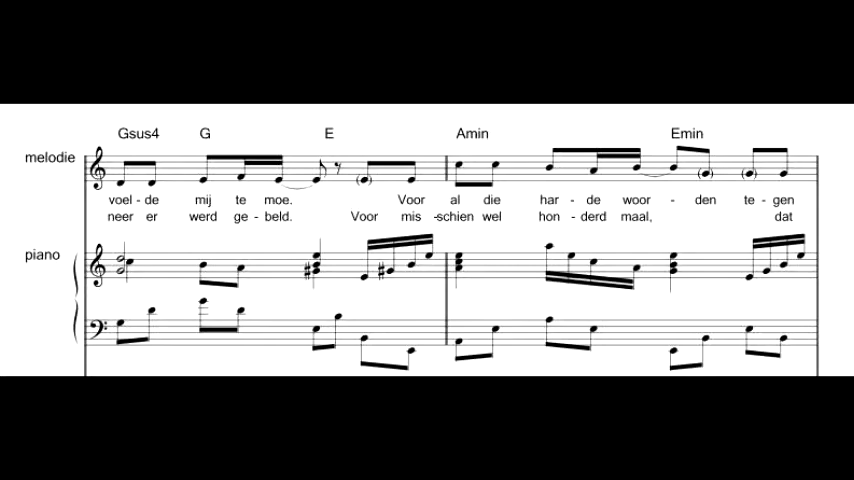 Gsus4 G E Amin Emin
melodie
voel - de mij te moe. Voor al die har - de woor - den te - gen
neer er werd ge - beld. Voor mis -schien wel hon - derd maal, dat
piano